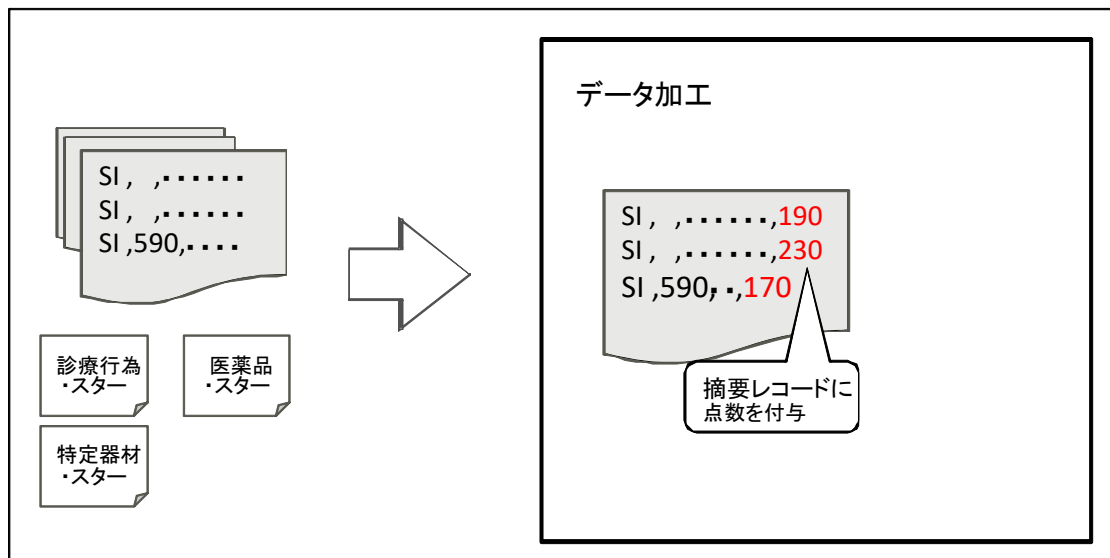 データ加工
SI, ,・・・・・・
SI, ,・・・・・・
SI,590,・・・・
SI, ,・・・・・・,190
SI, ,・・・・・・,230
SI,590,・・,170
診療行為
・スター
医薬品
・スター
特定器材
・スター
摘要レコードに
点数を付与